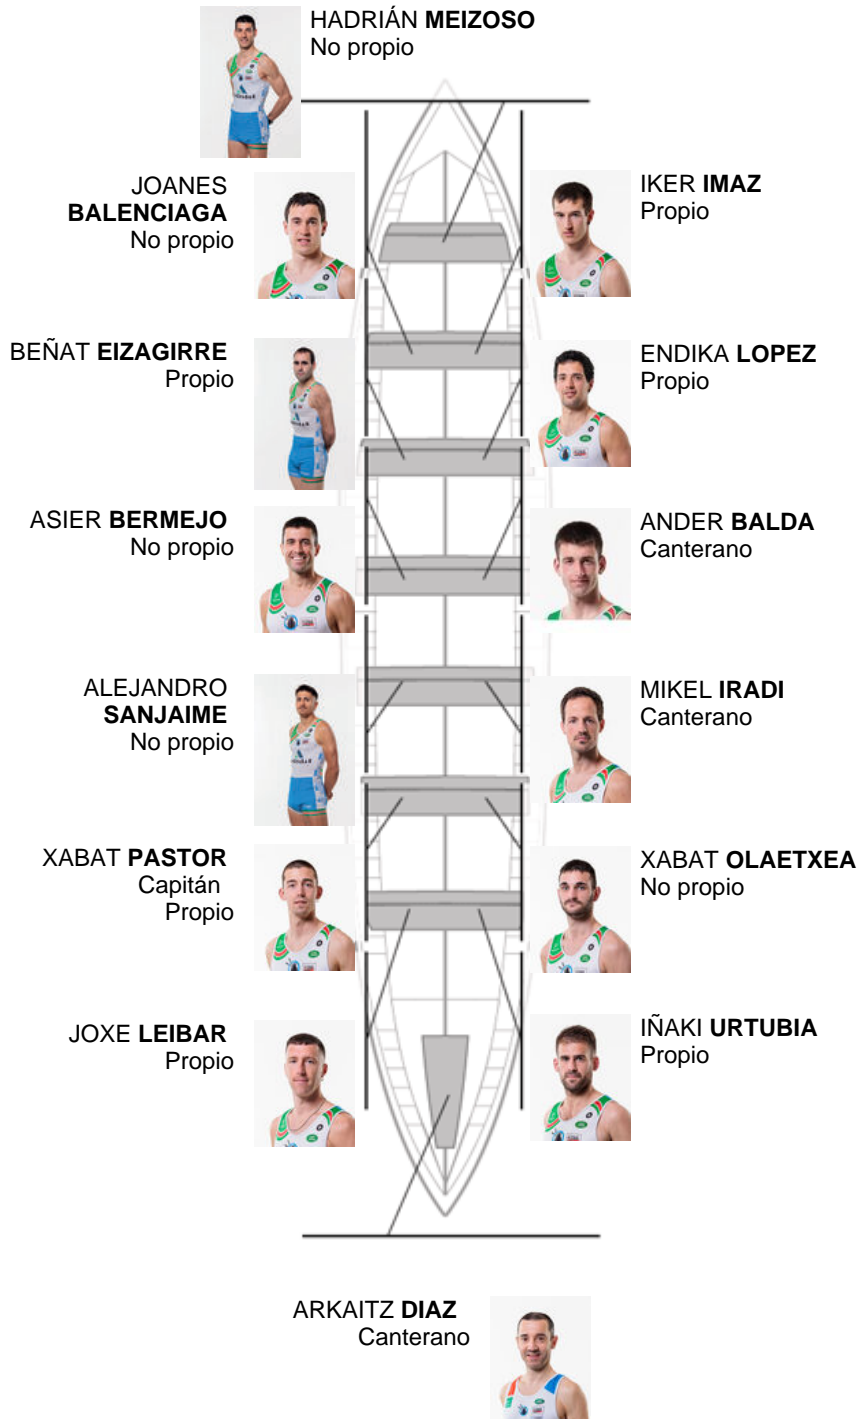 HADRIÁN MEIZOSO
No propio
JOANES
BALENCIAGA
No propio
IKER IMAZ
Propio
BEÑAT EIZAGIRRE
Propio
ENDIKA LOPEZ
Propio
ASIER BERMEJO
No propio
ANDER BALDA
Canterano
ALEJANDRO
SANJAIME
No propio
MIKEL IRADI
Canterano
XABAT PASTOR
Capitán
Propio
XABAT OLAETXEA
No propio
JOXE LEIBAR
Propio
IÑAKI URTUBIA
Propio
ARKAITZ DIAZ
Canterano